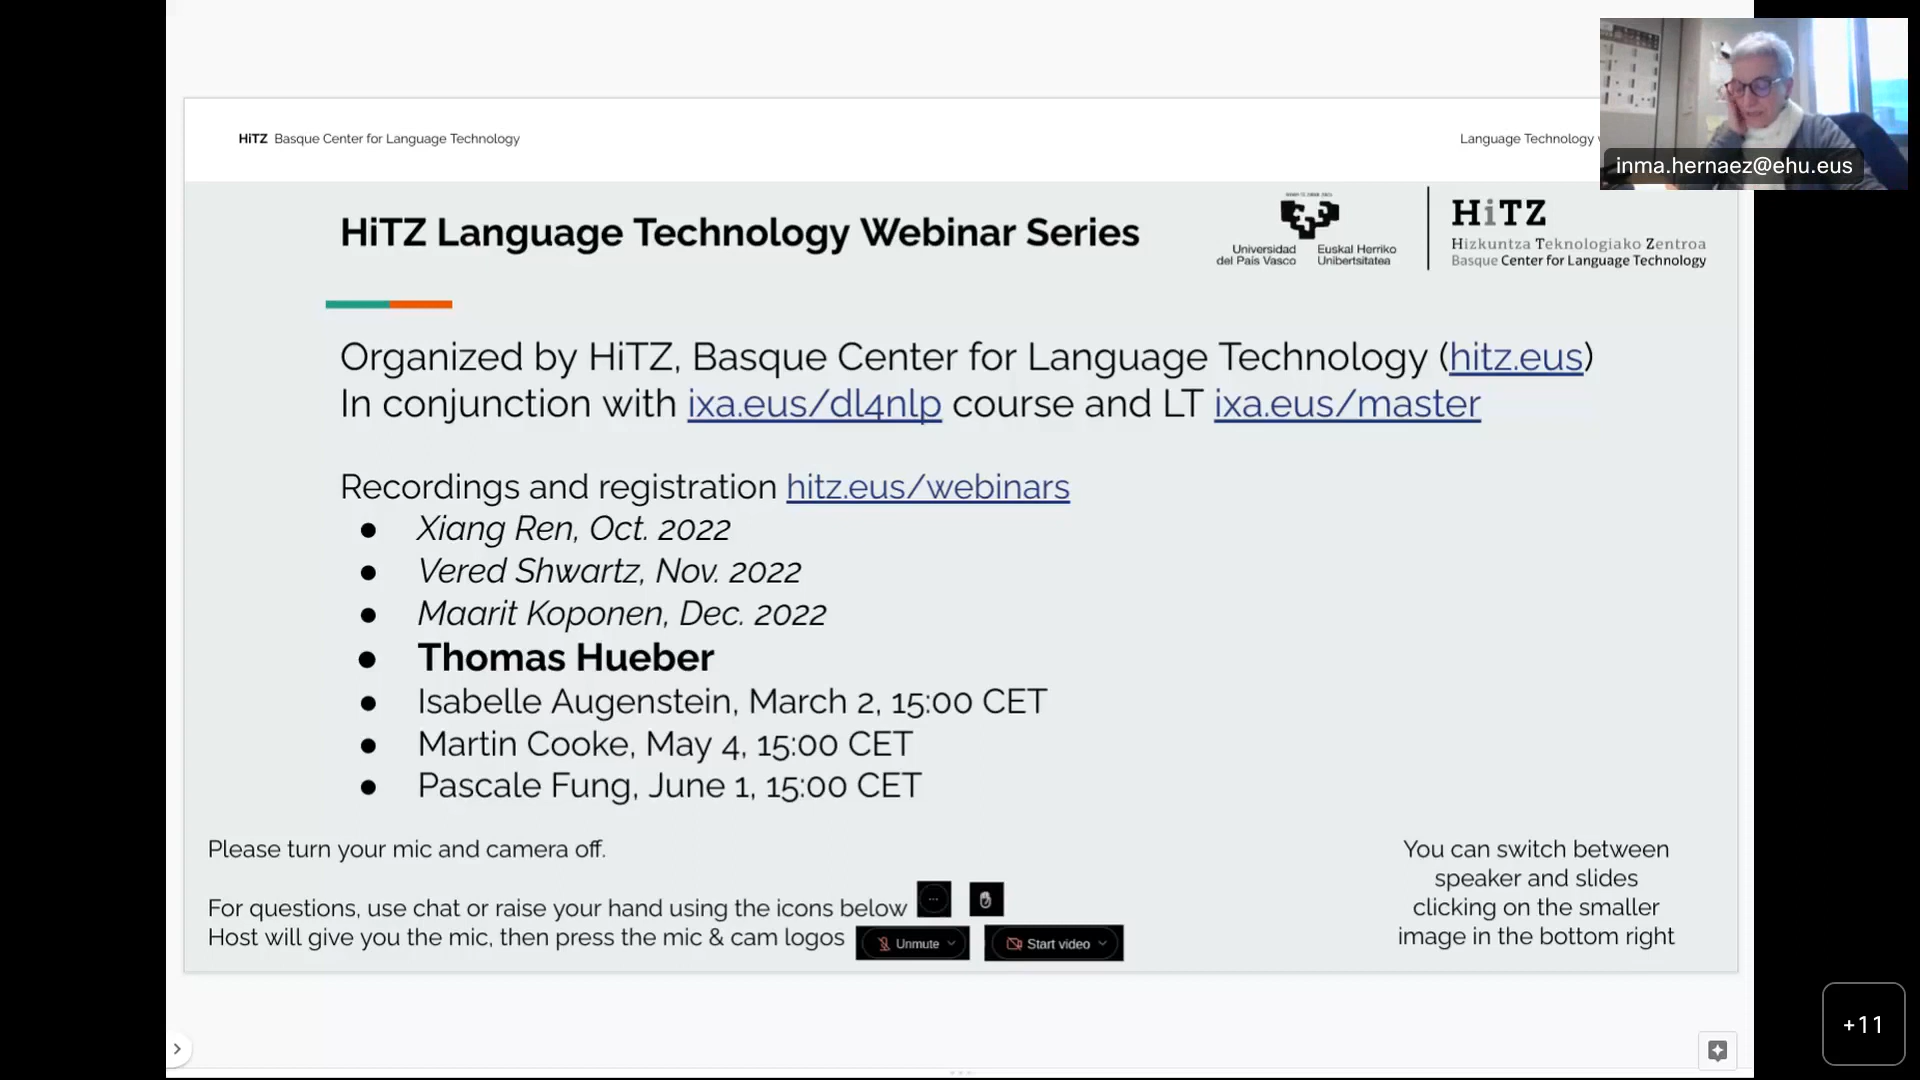 HiTZ Basque Center for Language Technology
Language Technology
inma.hernaez@ehu.eus
HiTZ Language Technology Webinar Series
Universidad del País Vasco
Euskal Herriko Unibertsitatea
HiTZ
Hizkuntza Teknologiako Zentroa
Basque Center for Language Technology
Organized by HiTZ, Basque Center for Language Technology (hitz.eus)
In conjunction with ixa.eus/dl4nlp course and LT ixa.eus/master
Recordings and registration hitz.eus/webinars
● Xiang Ren, Oct. 2022
● Vered Shwartz, Nov. 2022
● Maarit Koponen, Dec. 2022
● Thomas Hueber
● Isabelle Augenstein, March 2, 15:00 CET
● Martin Cooke, May 4, 15:00 CET
● Pascale Fung, June 1, 15:00 CET
Please turn your mic and camera off.
For questions, use chat or raise your hand using the icons below
Host will give you the mic, then press the mic & cam logos
Unmute
Start video
You can switch between
speaker and slides
clicking on the smaller
image in the bottom right
+11